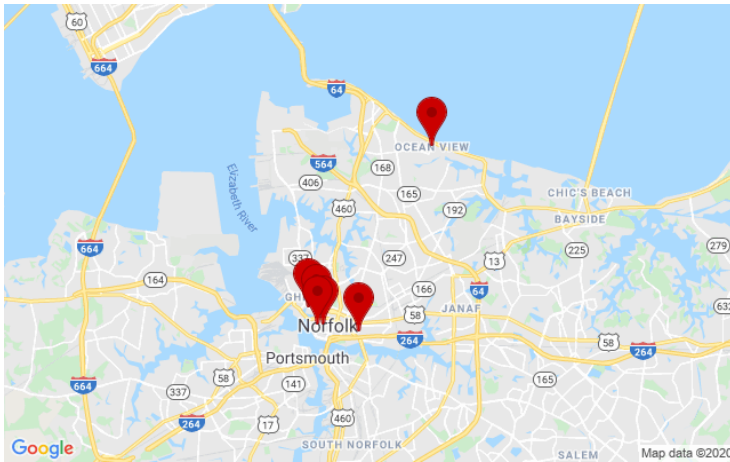 60
664
64
OCEAN VIEW
564
168
406
165
CHIC'S BEACH
Elizabeth River
460
192
BAYSIDE
664
337
247
13
225
279
164
166
64
GHE
58
JANAF
632
Norfolk
264
58
264
Portsmouth
664
58
141
165
337
17
460
264
SOUTH NORFOLK
SALEM
Google
Map data ©2020